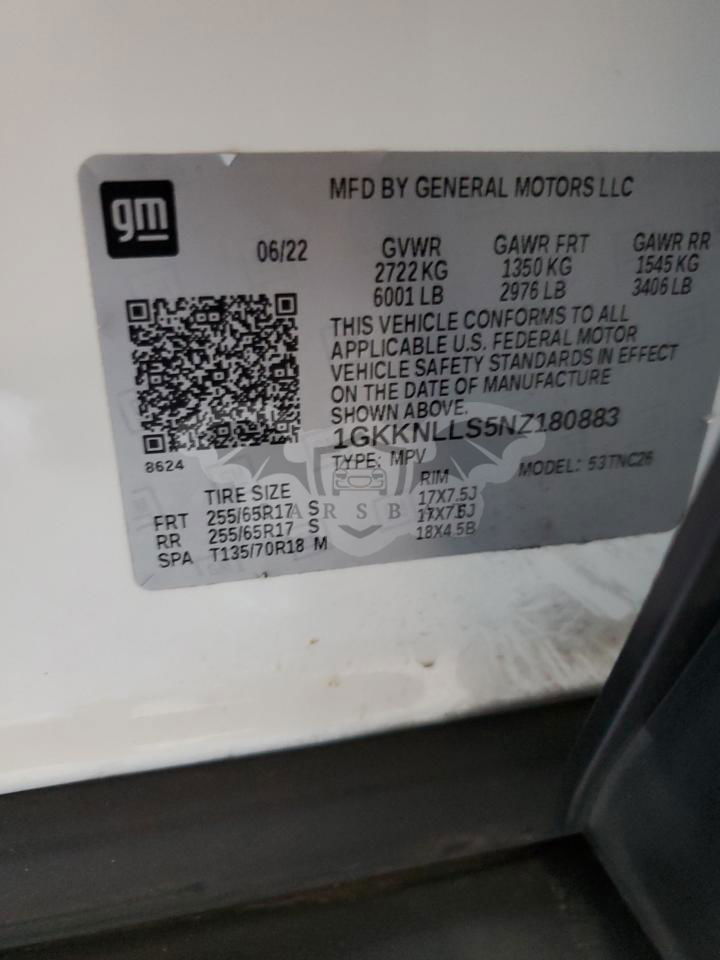 gm
MFD BY GENERAL MOTORS LLC
06/22 GVWR GAWR FRT GAWR RR
2722 KG 1350 KG 1545 KG
6001 LB 2976 LB 3406 LB
THIS VEHICLE CONFORMS TO ALL
APPLICABLE U.S. FEDERAL MOTOR
VEHICLE SAFETY STANDARDS IN EFFECT
ON THE DATE OF MANUFACTURE
SHOWN ABOVE.
1GKKNLLS5NZ180883
8624
TYPE: MPV MODEL: 53TNC26
TIRE SIZE RIM
FRT 255/65R17 S 17X7.5J
RR 255/65R17 S 17X7.5J
SPA T135/70R18 M 18X4.5B
ARSB